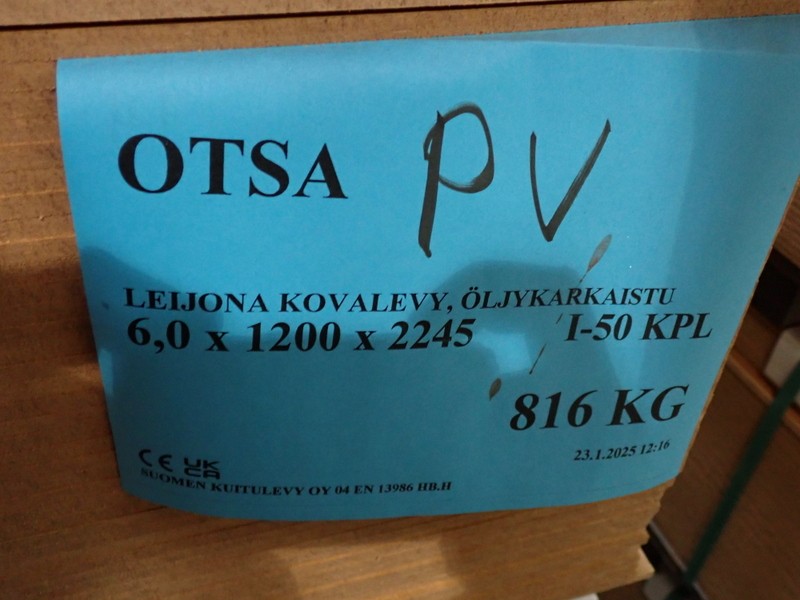 OTSA PV
LEIJONA KOVALEVY, ÖLJYKARKAISTU
6,0 x 1200 x 2245 I-50 KPL
816 KG
23.1.2025 12:16
CE UK CA
SUOMEN KUITULEVY OY 04 EN 13986 HB.H